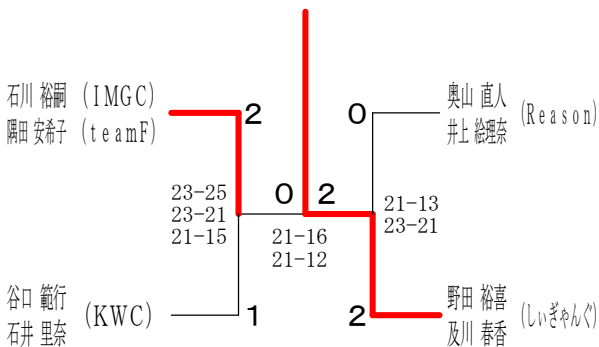 石川 裕嗣 (IMGC)
隅田 安希子 (teamF)
2
0
奥山 直人
井上 絵理奈
(Reason)
23-25
23-21
21-15
0
2
21-13
23-21
21-16
21-12
谷口 範行
石井 里奈
(KWC)
1
2
野田 裕喜
及川 春香
(しぃぎゃんぐ)